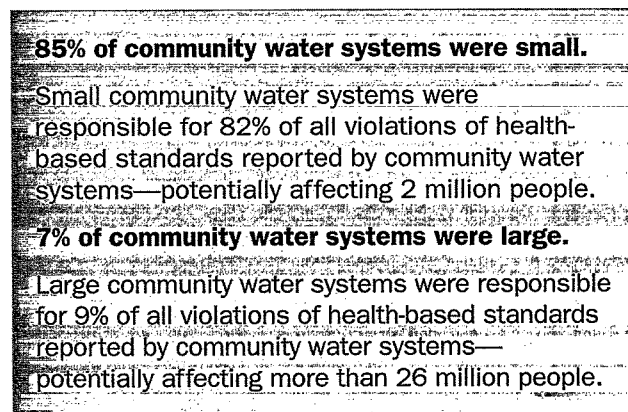 85% of community water systems were small.
Small community water systems were
responsible for 82% of all violations of health-
based standards reported by community water
systems—potentially affecting 2 million people.
7% of community water systems were large.
Large community water systems were responsible
for 9% of all violations of health-based standards
reported by community water systems—
potentially affecting more than 26 million people.